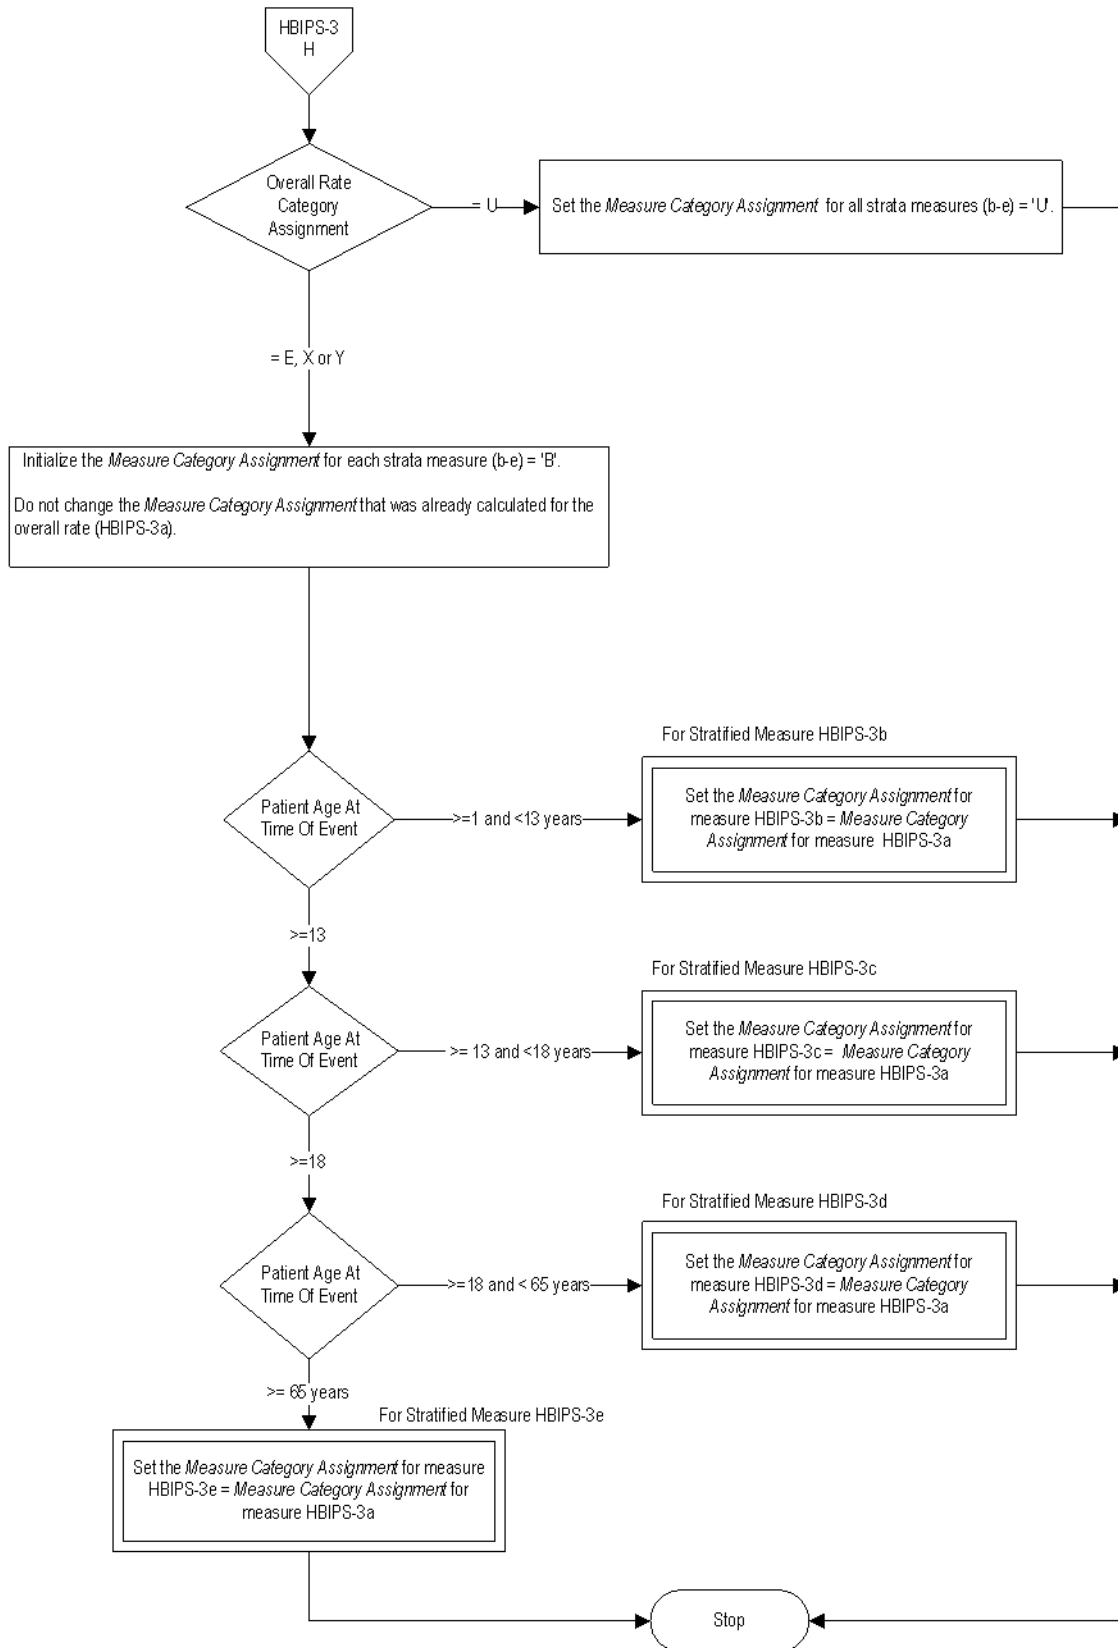 HBIPS-3
H
Overall Rate
Category
Assignment
= U
Set the Measure Category Assignment for all strata measures (b-e) = 'U'.
= E, X or Y
Initialize the Measure Category Assignment for each strata measure (b-e) = 'B'.
Do not change the Measure Category Assignment that was already calculated for the
overall rate (HBIPS-3a).
For Stratified Measure HBIPS-3b
Patient Age At
Time Of Event
>=1 and <13 years
Set the Measure Category Assignment for
measure HBIPS-3b = Measure Category
Assignment for measure HBIPS-3a
>=13
For Stratified Measure HBIPS-3c
Patient Age At
Time Of Event
>= 13 and <18 years
Set the Measure Category Assignment for
measure HBIPS-3c = Measure Category
Assignment for measure HBIPS-3a
>=18
For Stratified Measure HBIPS-3d
Patient Age At
Time Of Event
>=18 and < 65 years
Set the Measure Category Assignment for
measure HBIPS-3d = Measure Category
Assignment for measure HBIPS-3a
>= 65 years
For Stratified Measure HBIPS-3e
Set the Measure Category Assignment for measure
HBIPS-3e = Measure Category Assignment for
measure HBIPS-3a
Stop